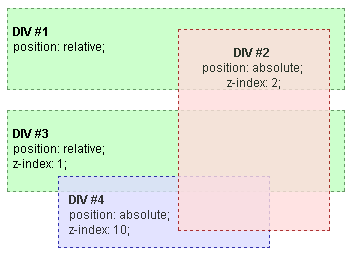 DIV #1
position: relative;
DIV #2
position: absolute;
z-index: 2;
DIV #3
position: relative;
z-index: 1;
DIV #4
position: absolute;
z-index: 10;